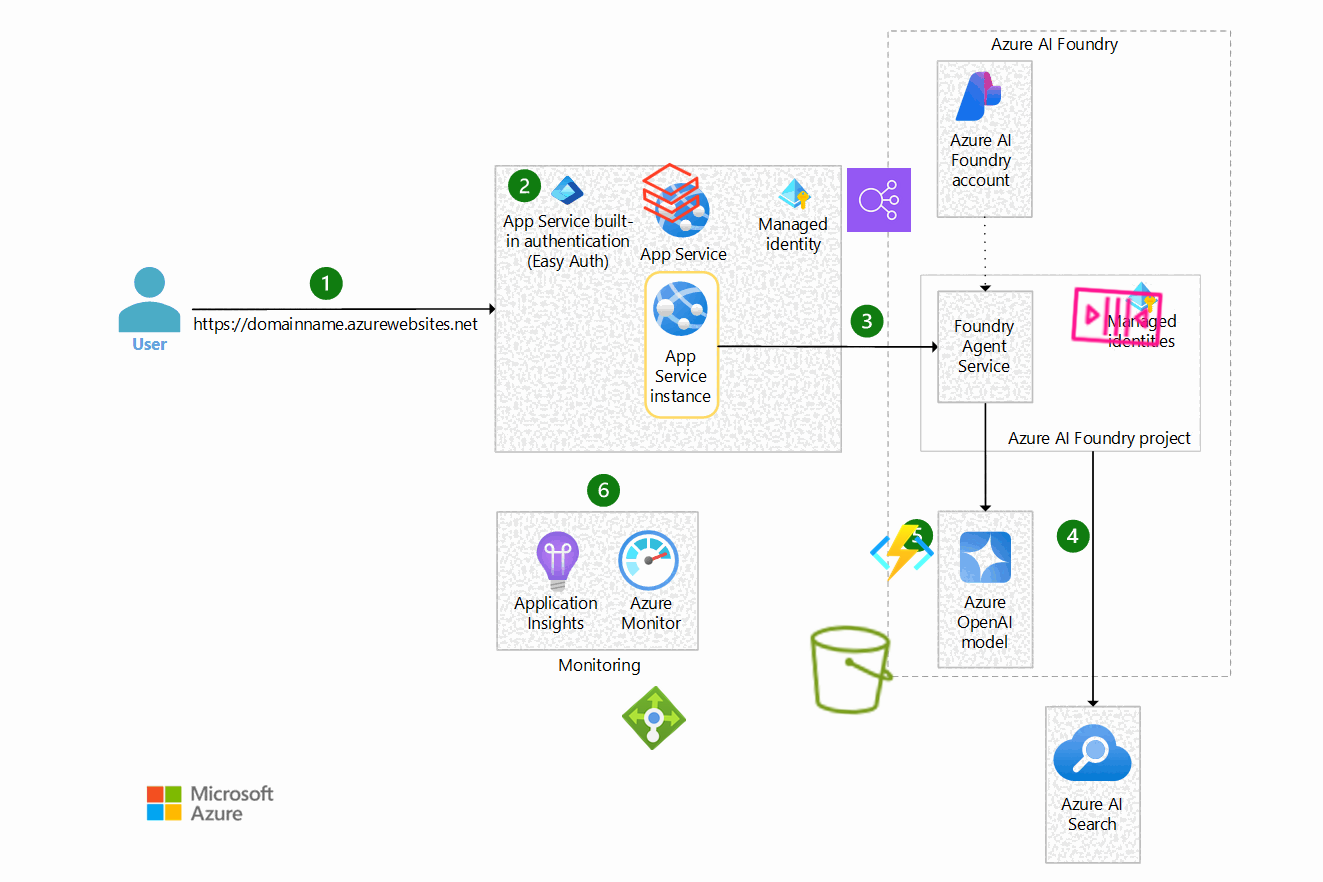 Azure AI Foundry
Azure AI
Foundry
account
2
App Service built-
in authentication
(Easy Auth)
App Service
Managed
identity
1
https://domainname.azurewebsites.net
User
App
Service
instance
3
Foundry
Agent
Service
Managed
identities
Azure AI Foundry project
6
Application
Insights
Azure
Monitor
Monitoring
5
Azure
OpenAI
model
4
Azure AI
Search
Microsoft
Azure